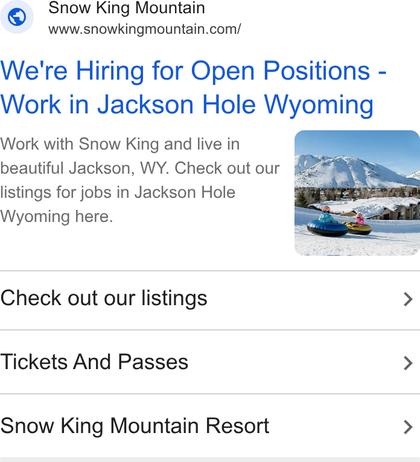 Snow King Mountain
www.snowkingmountain.com/
We're Hiring for Open Positions -
Work in Jackson Hole Wyoming
Work with Snow King and live in
beautiful Jackson, WY. Check out our
listings for jobs in Jackson Hole
Wyoming here.
Check out our listings
Tickets And Passes
Snow King Mountain Resort